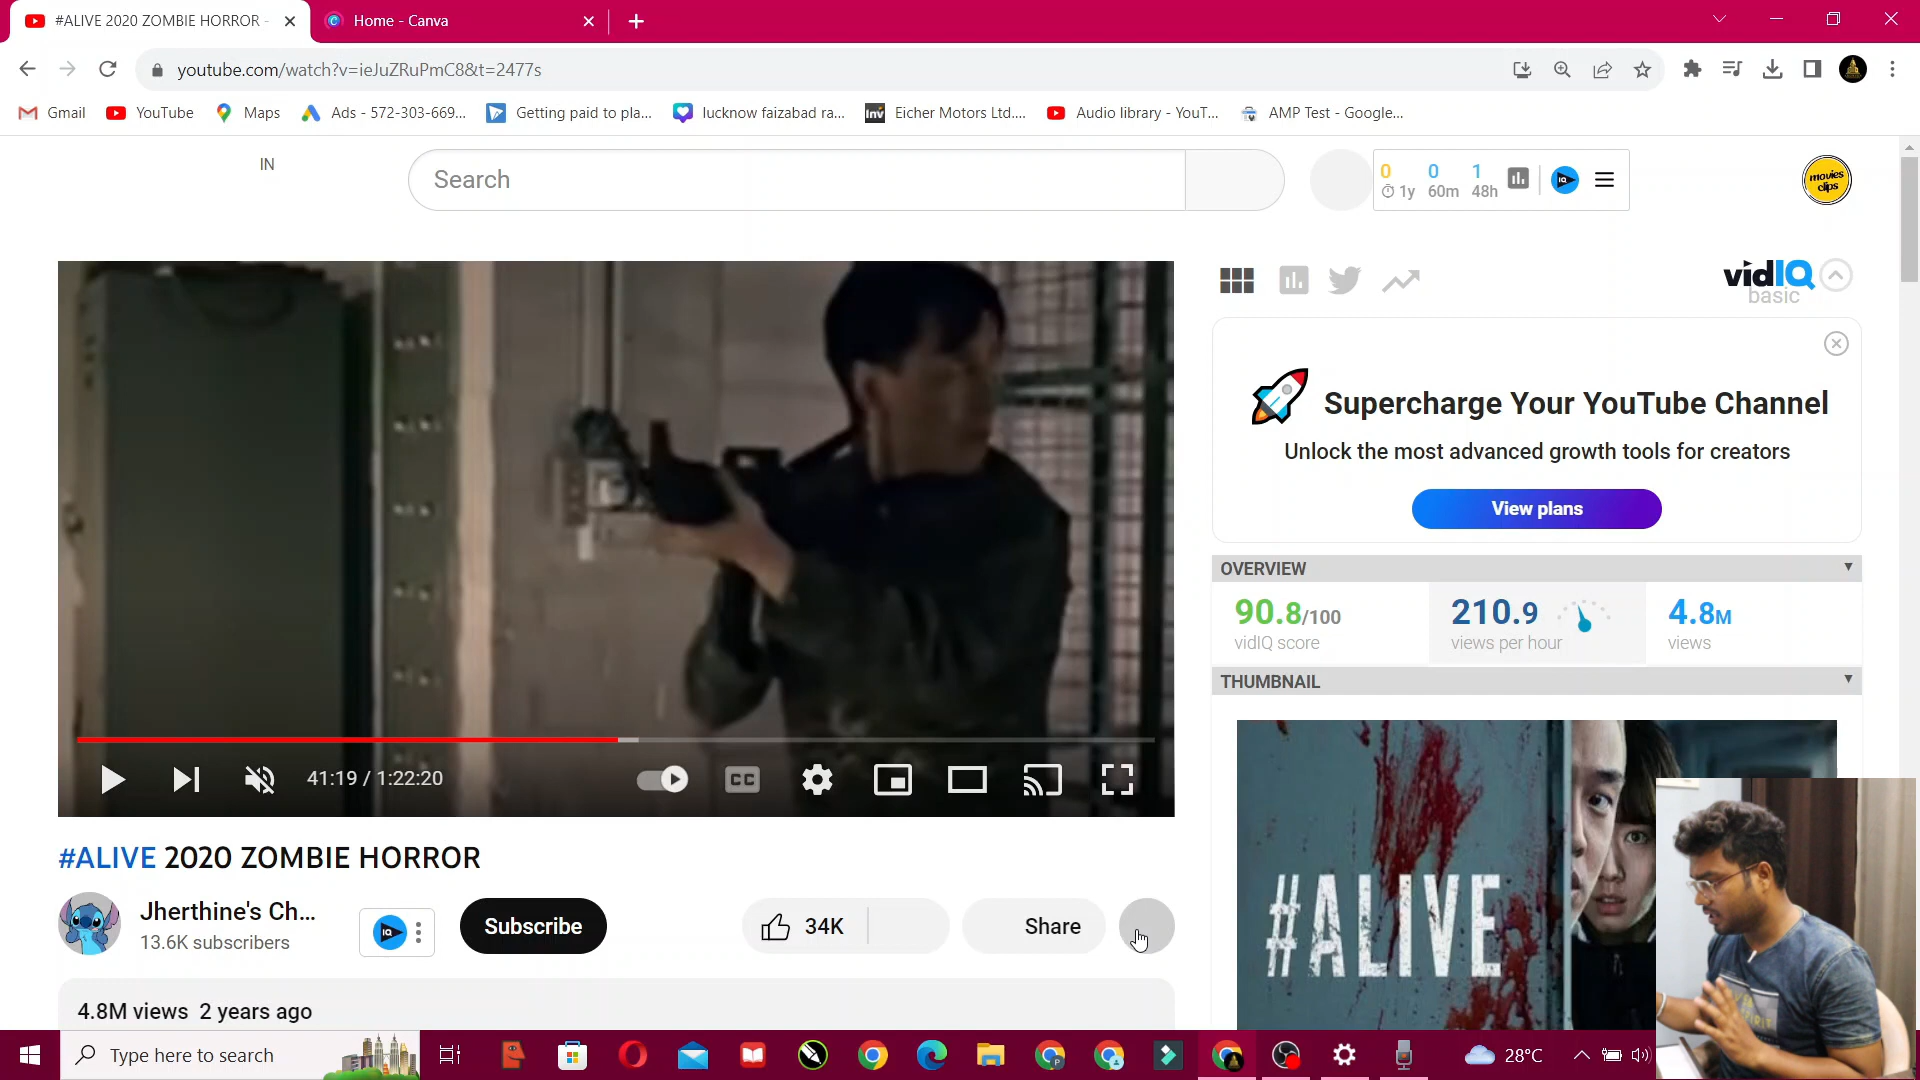 #ALIVE 2020 ZOMBIE HORROR -
Home - Canva
youtube.com/watch?v=ieJuZRuPmC8&t=2477s
Gmail
YouTube
Maps
Ads - 572-303-669...
Getting paid to pla...
lucknow faizabad ra...
Inv
Eicher Motors Ltd....
Audio library - YouT...
AMP Test - Google...
IN
Search
0 0 1
1y 60m 48h
IQ
movies
clips
vidIQ
basic
Supercharge Your YouTube Channel
Unlock the most advanced growth tools for creators
View plans
OVERVIEW
90.8/100
vidIQ score
210.9
views per hour
4.8M
views
THUMBNAIL
#ALIVE
41:19 / 1:22:20
CC
#ALIVE 2020 ZOMBIE HORROR
Jherthine's Ch...
13.6K subscribers
IQ
Subscribe
34K
Share
4.8M views 2 years ago
Type here to search
28°C